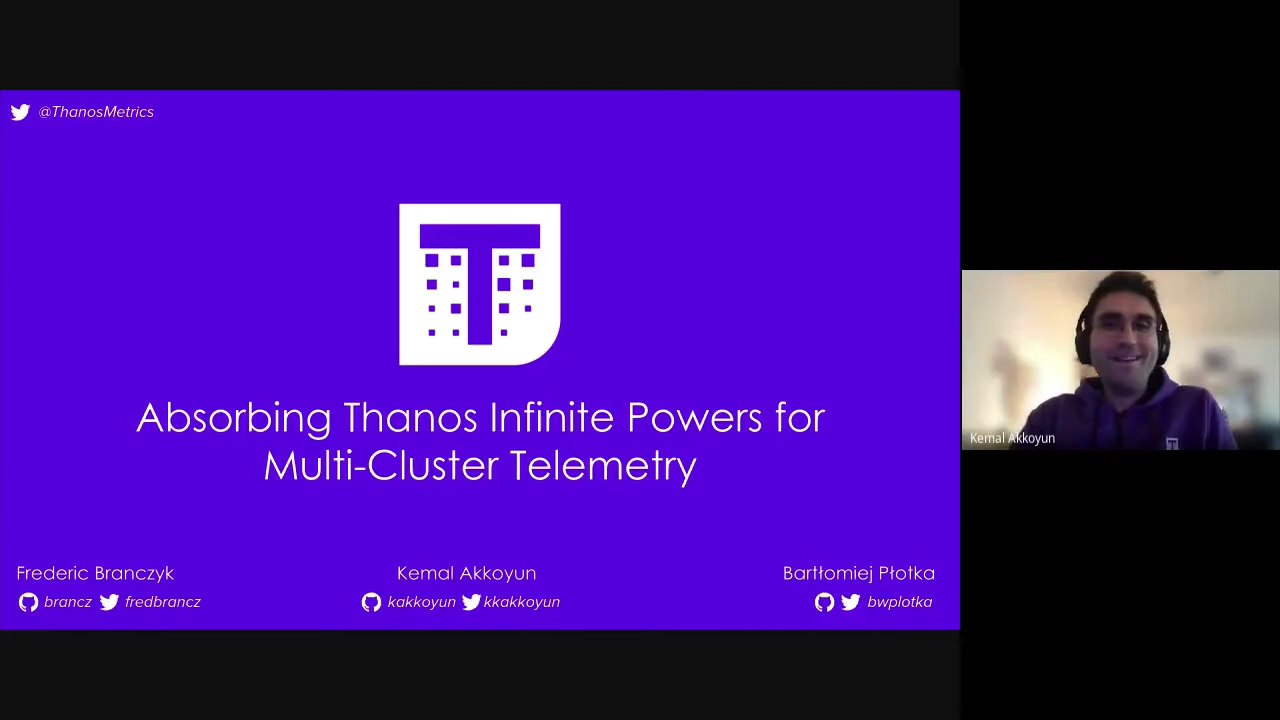 @ThanosMetrics
T
Absorbing Thanos Infinite Powers for
Multi-Cluster Telemetry
Frederic Branczyk
brancz fredbrancz
Kemal Akkoyun
kakkoyun kkakkoyun
Bartłomiej Płotka
bwplotka
Kemal Akkoyun
T